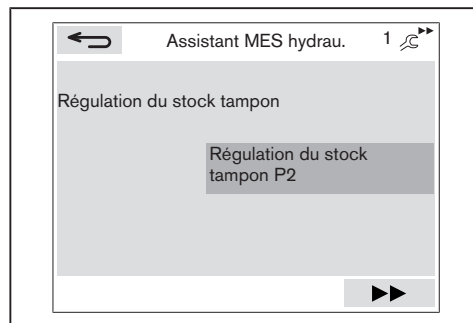 Assistant MES hydrau. 1
Régulation du stock tampon
Régulation du stock
tampon P2